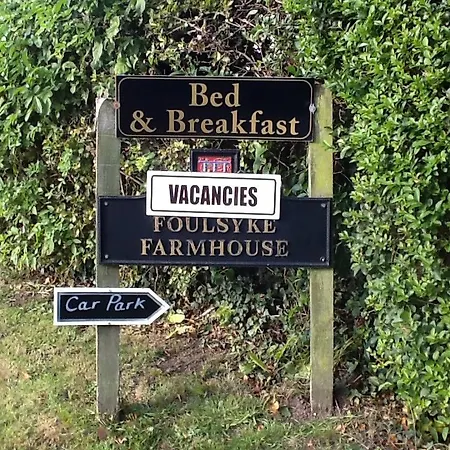 Bed
& Breakfast
VACANCIES
FOULSYKE
FARMHOUSE
Car Park